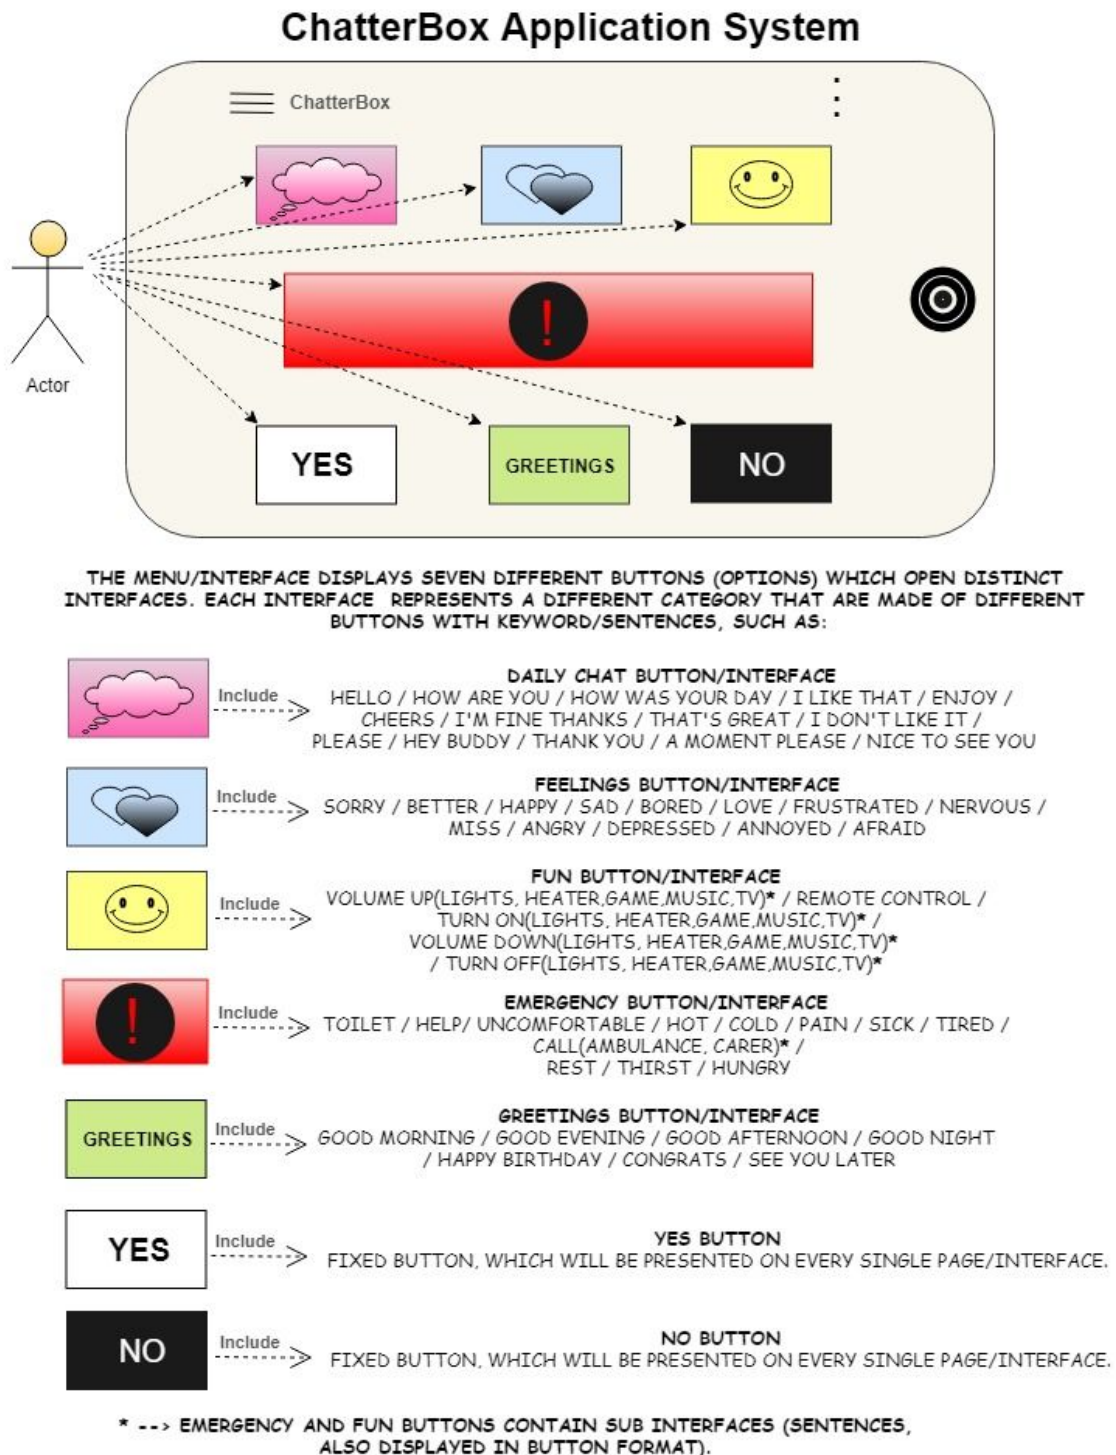 ChatterBox Application System
ChatterBox
Actor
YES
GREETINGS
NO
THE MENU/INTERFACE DISPLAYS SEVEN DIFFERENT BUTTONS (OPTIONS) WHICH OPEN DISTINCT
INTERFACES. EACH INTERFACE REPRESENTS A DIFFERENT CATEGORY THAT ARE MADE OF DIFFERENT
BUTTONS WITH KEYWORD/SENTENCES, SUCH AS:
Include
DAILY CHAT BUTTON/INTERFACE
HELLO / HOW ARE YOU / HOW WAS YOUR DAY / I LIKE THAT / ENJOY /
CHEERS / I'M FINE THANKS / THAT'S GREAT / I DON'T LIKE IT /
PLEASE / HEY BUDDY / THANK YOU / A MOMENT PLEASE / NICE TO SEE YOU
Include
FEELINGS BUTTON/INTERFACE
SORRY / BETTER / HAPPY / SAD / BORED / LOVE / FRUSTRATED / NERVOUS /
MISS / ANGRY / DEPRESSED / ANNOYED / AFRAID
Include
FUN BUTTON/INTERFACE
VOLUME UP(LIGHTS, HEATER,GAME,MUSIC,TV)* / REMOTE CONTROL /
TURN ON(LIGHTS, HEATER,GAME,MUSIC,TV)* /
VOLUME DOWN(LIGHTS, HEATER,GAME,MUSIC,TV)*
/ TURN OFF(LIGHTS, HEATER,GAME,MUSIC,TV)*
!
Include
EMERGENCY BUTTON/INTERFACE
TOILET / HELP/ UNCOMFORTABLE / HOT / COLD / PAIN / SICK / TIRED /
CALL(AMBULANCE, CARER)* /
REST / THIRST / HUNGRY
GREETINGS
Include
GREETINGS BUTTON/INTERFACE
GOOD MORNING / GOOD EVENING / GOOD AFTERNOON / GOOD NIGHT
/ HAPPY BIRTHDAY / CONGRATS / SEE YOU LATER
YES
Include
YES BUTTON
FIXED BUTTON, WHICH WILL BE PRESENTED ON EVERY SINGLE PAGE/INTERFACE.
NO
Include
NO BUTTON
FIXED BUTTON, WHICH WILL BE PRESENTED ON EVERY SINGLE PAGE/INTERFACE.
* --> EMERGENCY AND FUN BUTTONS CONTAIN SUB INTERFACES (SENTENCES,
ALSO DISPLAYED IN BUTTON FORMAT).